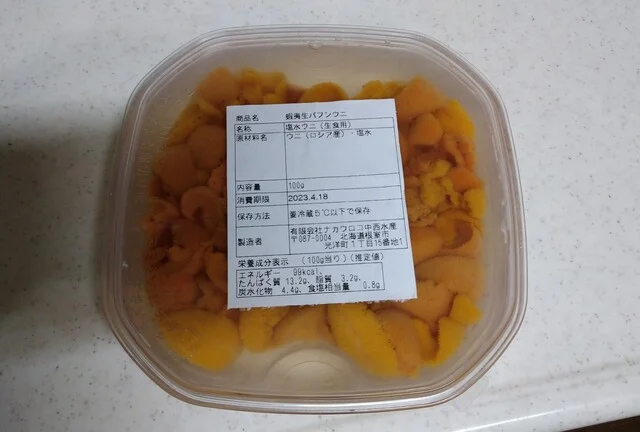 商品名 蝦夷生バフンウニ
名称 塩水ウニ（生食用）
原材料名 ウニ（ロシア産）・塩水
内容量 100g
消費期限 2023.4.18
保存方法 要冷蔵5℃以下で保存
製造者 有限会社ナカワロコ中西水産
〒087-0004 北海道根室市
光洋町1丁目15番地1
栄養成分表示 （100g当り）（推定値）
エネルギー 99kcal,
たんぱく質 13.2g, 脂質 3.2g,
炭水化物 4.4g, 食塩相当量 0.8g